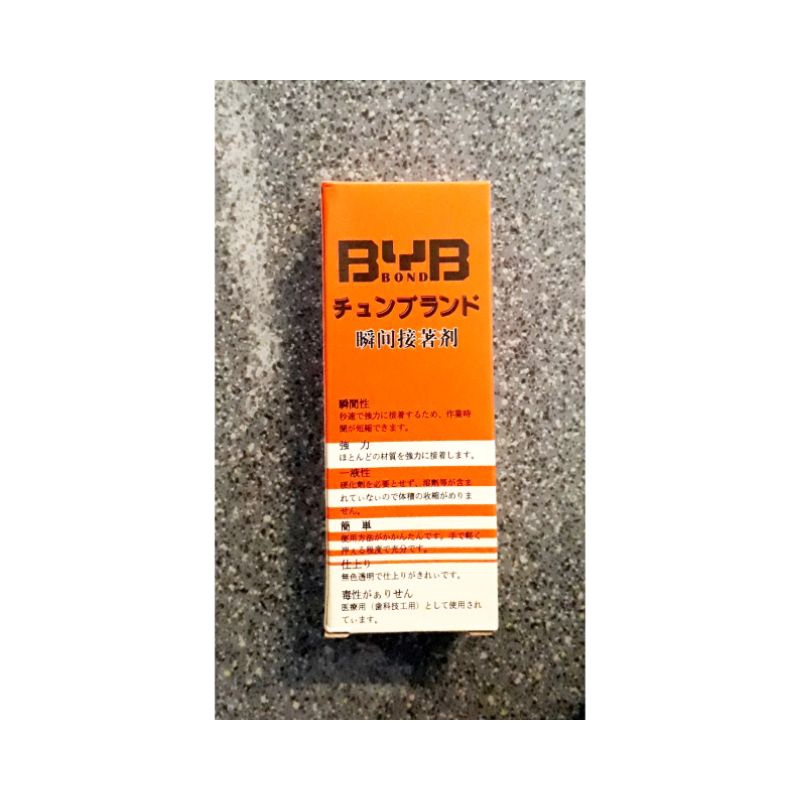 BYB
BOND
チュンブランド
瞬间接著剂
瞬間性
秒速で強力に接着するため、作業時
間が短縮できます。
強 力
ほとんどの材質を強力に接着します。
一液性
硬化剤を必要とせず、溶剤等が含ま
れてぃないので体積の收縮がめりま
せん。
簡 単
使用方法がかかんたんです。手で軽く
押ぇる程度で充分です。
仕上り
無色透明で仕上りがきれぃです。
毒性がぁりせん
医療用（歯科技工用）として使用され
てぃます。